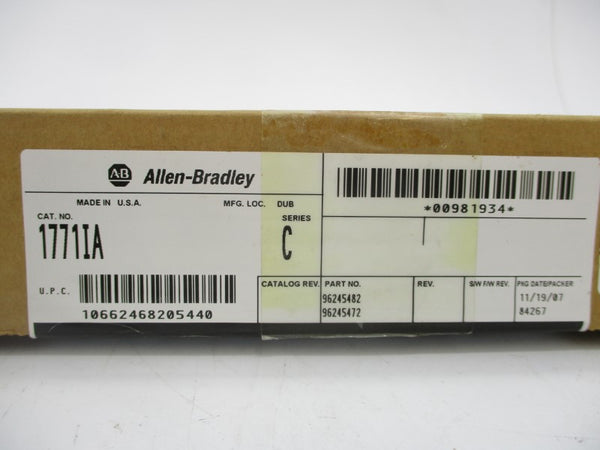 AB Allen-Bradley
MADE IN U.S.A. MFG. LOC. DUB
CAT. NO. SERIES
1771IA C
U.P.C.
10662468205440
*00981934*
CATALOG REV. PART NO. REV. S/W F/W REV. PKG DATE/PACKER
96245482 11/19/07
96245472 84267